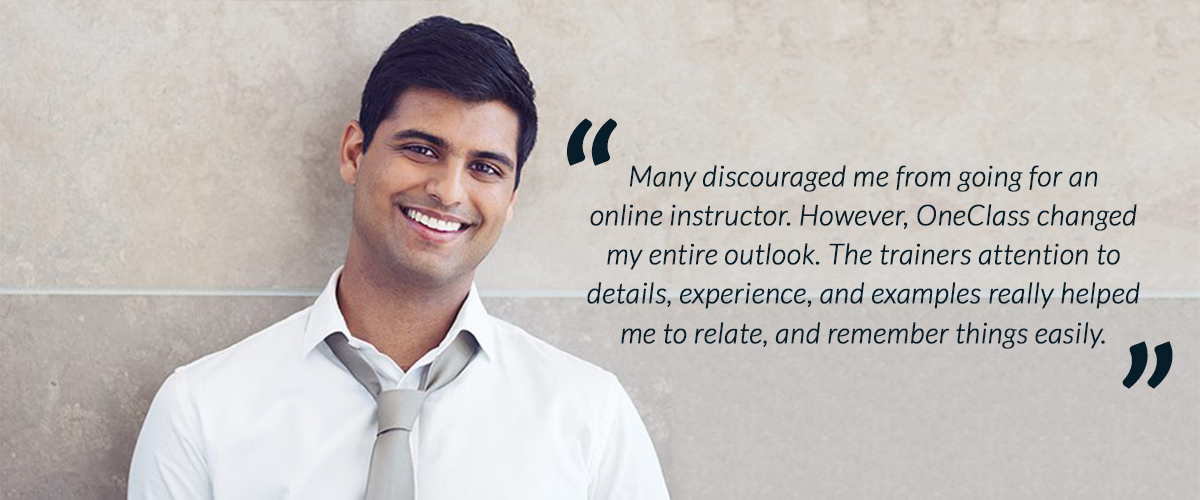 “
Many discouraged me from going for an
online instructor. However, OneClass changed
my entire outlook. The trainers attention to
details, experience, and examples really helped
me to relate, and remember things easily.
”